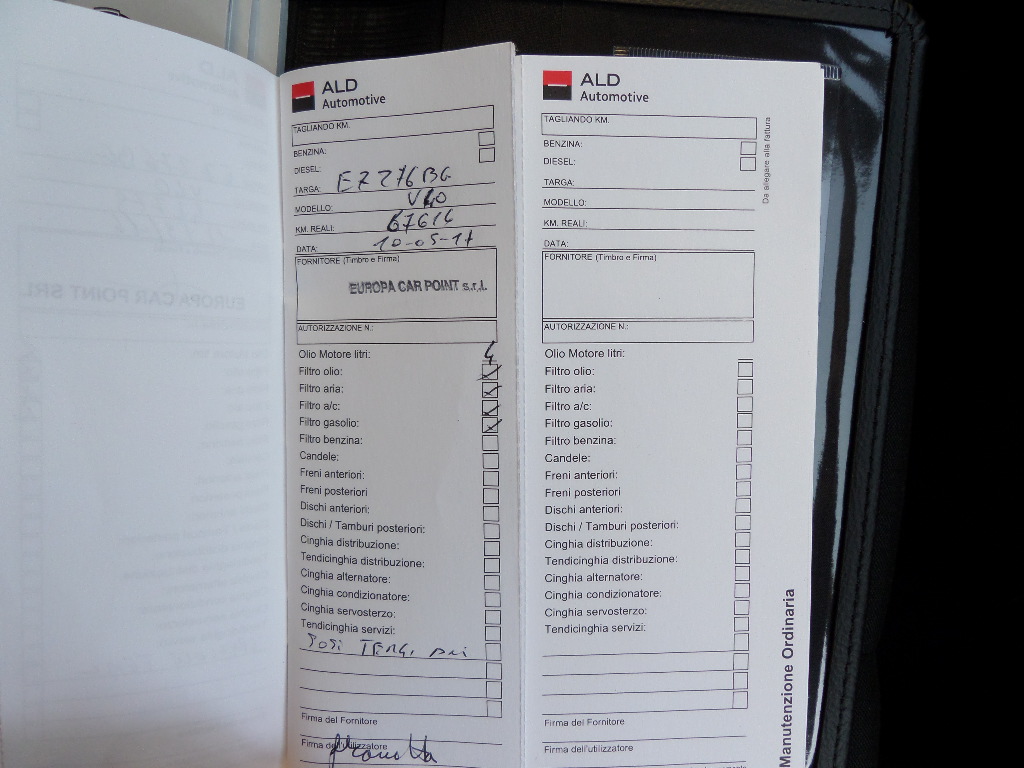 ALD
Automotive
TAGLIANDO KM.
BENZINA:
DIESEL:
TARGA: EZ276BG
MODELLO: V40
KM. REALI: 67616
DATA: 10-05-17
FORNITORE (Timbro e Firma)
EUROPA CAR POINT s.r.l.
AUTORIZZAZIONE N.:
Olio Motore litri: 4
Filtro olio:
Filtro aria:
Filtro a/c:
Filtro gasolio:
Filtro benzina:
Candele:
Freni anteriori:
Freni posteriori
Dischi anteriori:
Dischi / Tamburi posteriori:
Cinghia distribuzione:
Tendicinghia distribuzione:
Cinghia alternatore:
Cinghia condizionatore:
Cinghia servosterzo:
Tendicinghia servizi:
Firma del Fornitore
Firma dell'utilizzatore
ALD
Automotive
TAGLIANDO KM.
BENZINA:
DIESEL:
TARGA:
MODELLO:
KM. REALI:
DATA:
FORNITORE (Timbro e Firma)
AUTORIZZAZIONE N.:
Olio Motore litri:
Filtro olio:
Filtro aria:
Filtro a/c:
Filtro gasolio:
Filtro benzina:
Candele:
Freni anteriori:
Freni posteriori
Dischi anteriori:
Dischi / Tamburi posteriori:
Cinghia distribuzione:
Tendicinghia distribuzione:
Cinghia alternatore:
Cinghia condizionatore:
Cinghia servosterzo:
Tendicinghia servizi:
Firma del Fornitore
Firma dell'utilizzatore
Da allegare alla fattura
Manutenzione Ordinaria